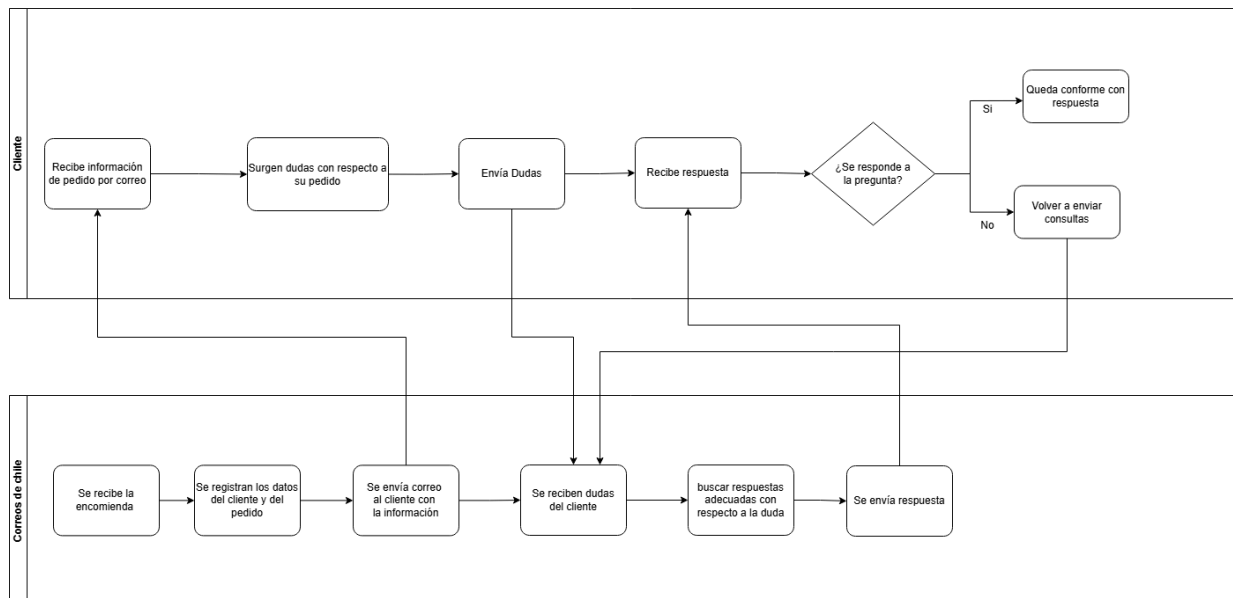 Cliente
Queda conforme con
respuesta
Si
Recibe información
de pedido por correo
Surgen dudas con respecto a
su pedido
Envía Dudas
Recibe respuesta
¿Se responde a
la pregunta?
No
Volver a enviar
consultas
Correos de chile
Se recibe la
encomienda
Se registran los datos
del cliente y del
pedido
Se envía correo
al cliente con
la información
Se reciben dudas
del cliente
buscar respuestas
adecuadas con
respecto a la duda
Se envía respuesta